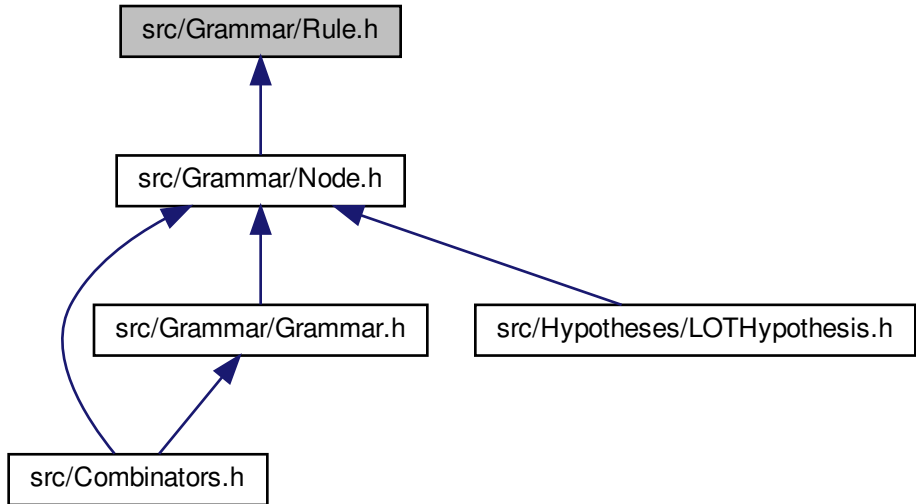 src/Grammar/Rule.h
src/Grammar/Node.h
src/Grammar/Grammar.h
src/Hypotheses/LOTHypothesis.h
src/Combinators.h